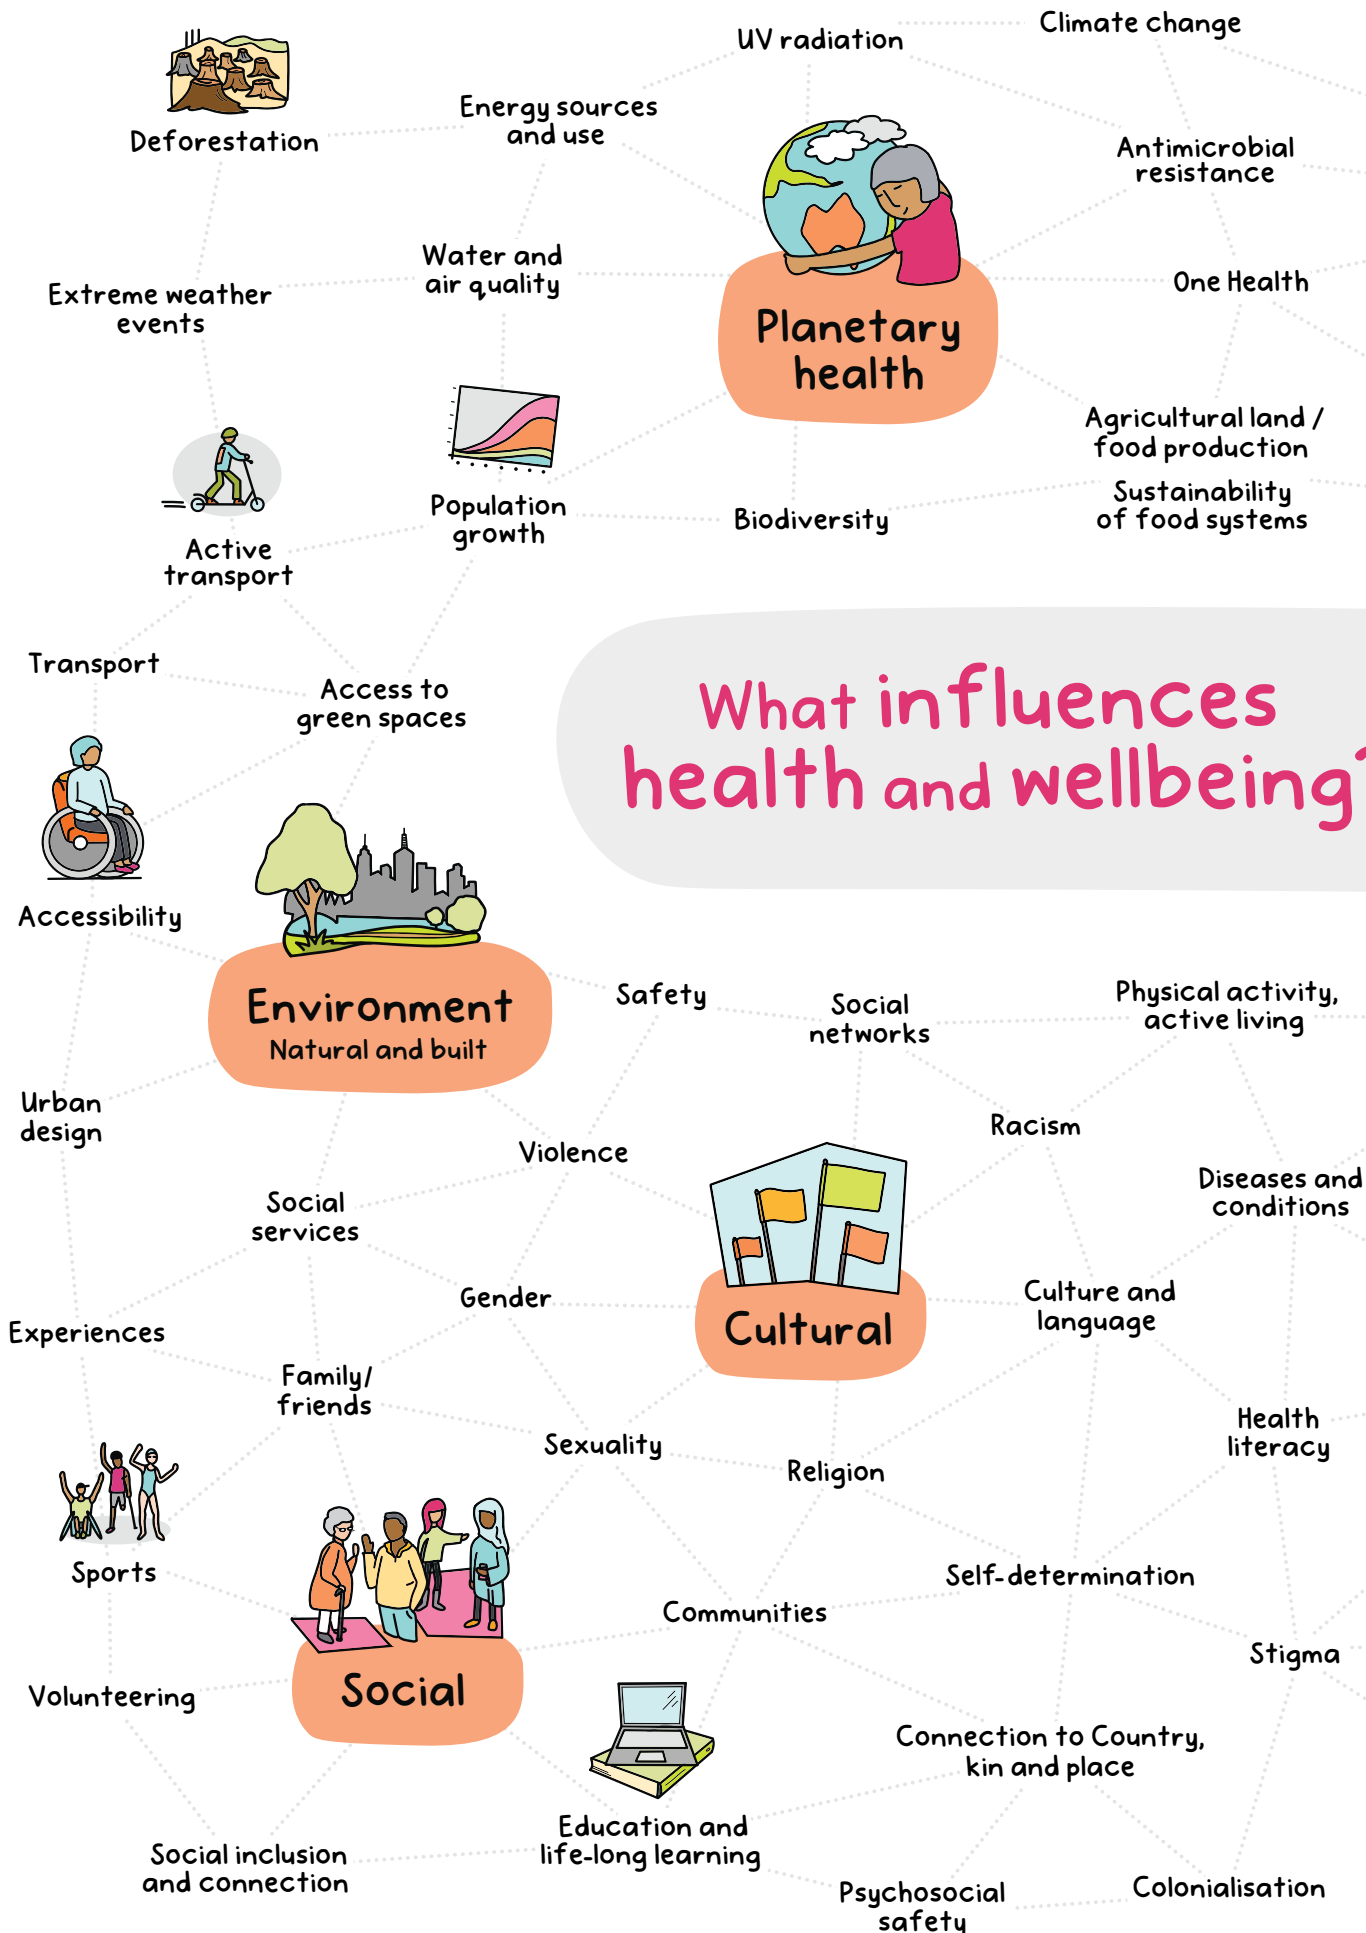 UV radiation
Climate change
Deforestation
Energy sources
and use
Antimicrobial
resistance
Extreme weather
events
Water and
air quality
One Health
Planetary
health
Agricultural land /
food production
Sustainability
of food systems
Population
growth
Biodiversity
Active
transport
Transport
Access to
green spaces
What influences
health and wellbeing?
Accessibility
Environment
Natural and built
Safety
Social
networks
Physical activity,
active living
Urban
design
Violence
Racism
Social
services
Diseases and
conditions
Gender
Cultural
Culture and
language
Experiences
Family/
friends
Sexuality
Religion
Health
literacy
Sports
Self-determination
Communities
Social
Stigma
Volunteering
Connection to Country,
kin and place
Education and
life-long learning
Social inclusion
and connection
Psychosocial
safety
Colonialisation